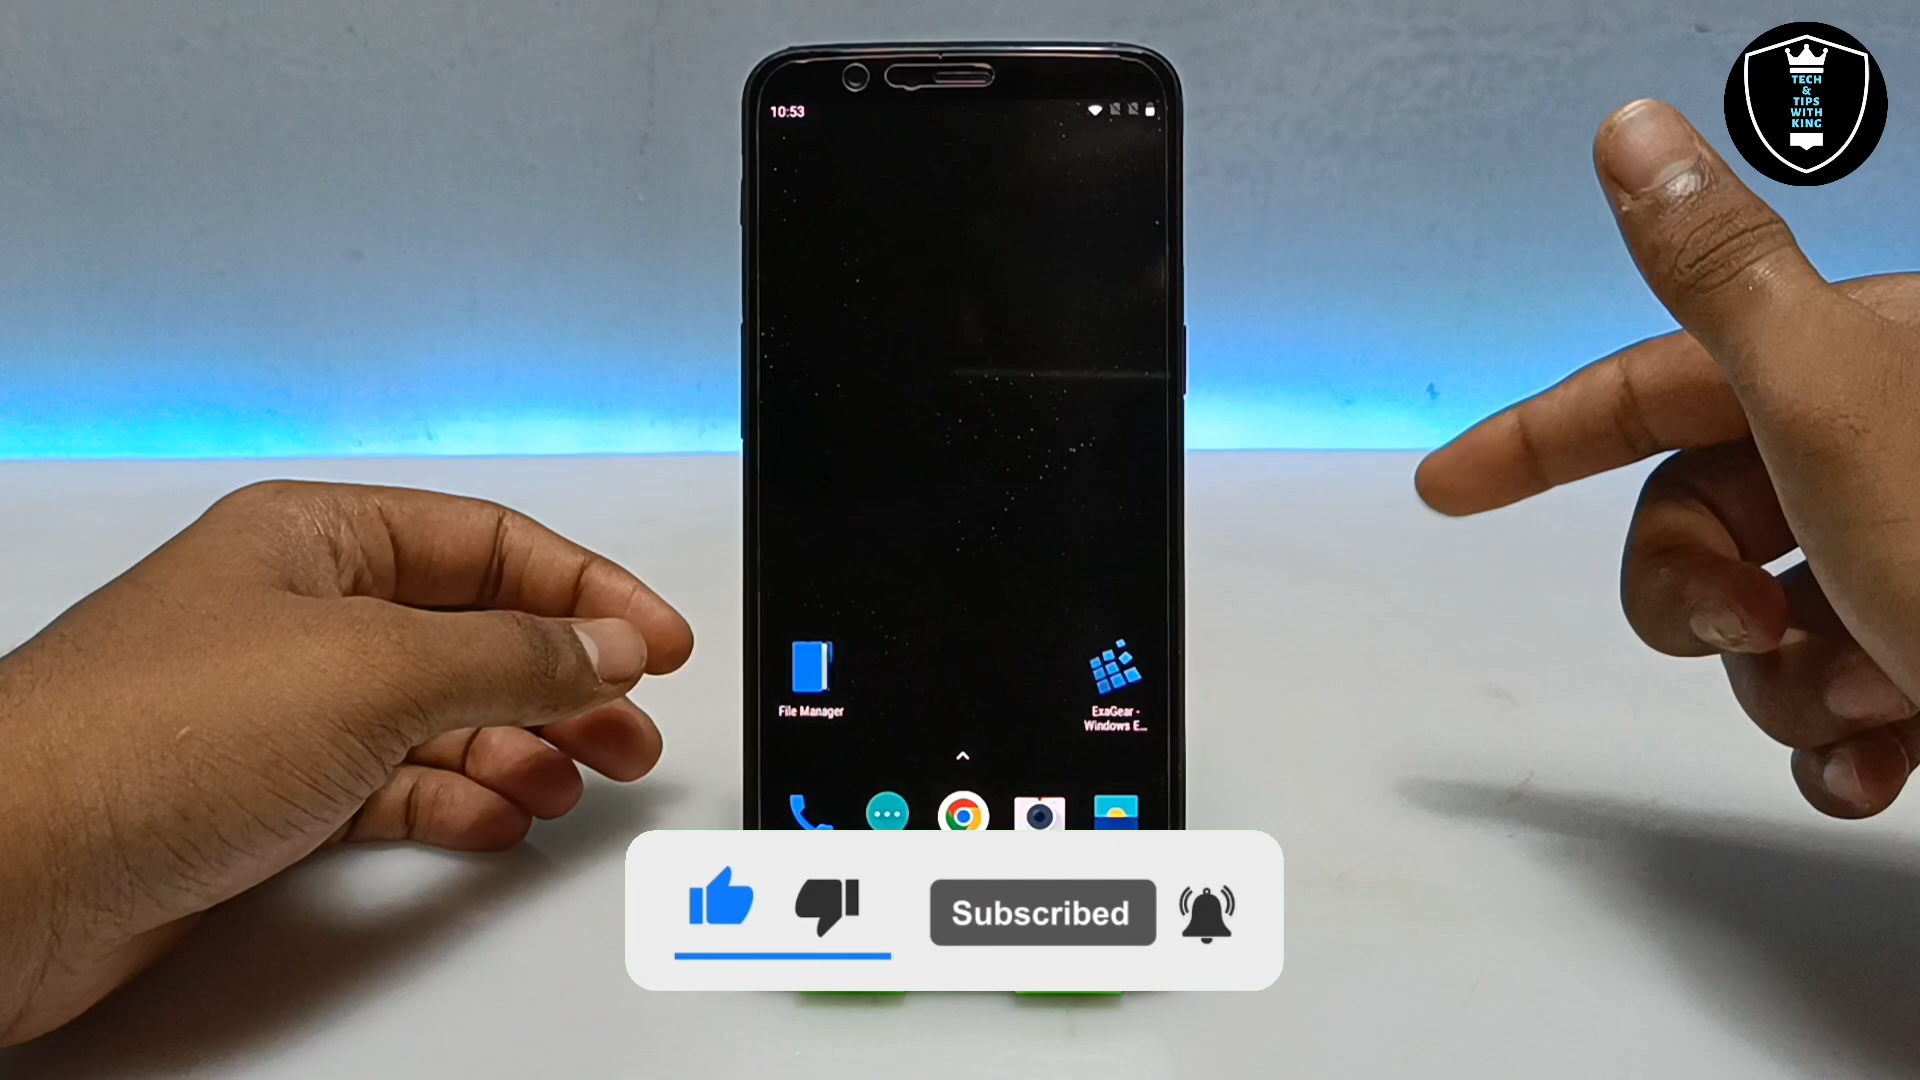 10:53
TECH
&
TIPS
WITH
KING
File Manager
ExaGear -
Windows E...
Subscribed